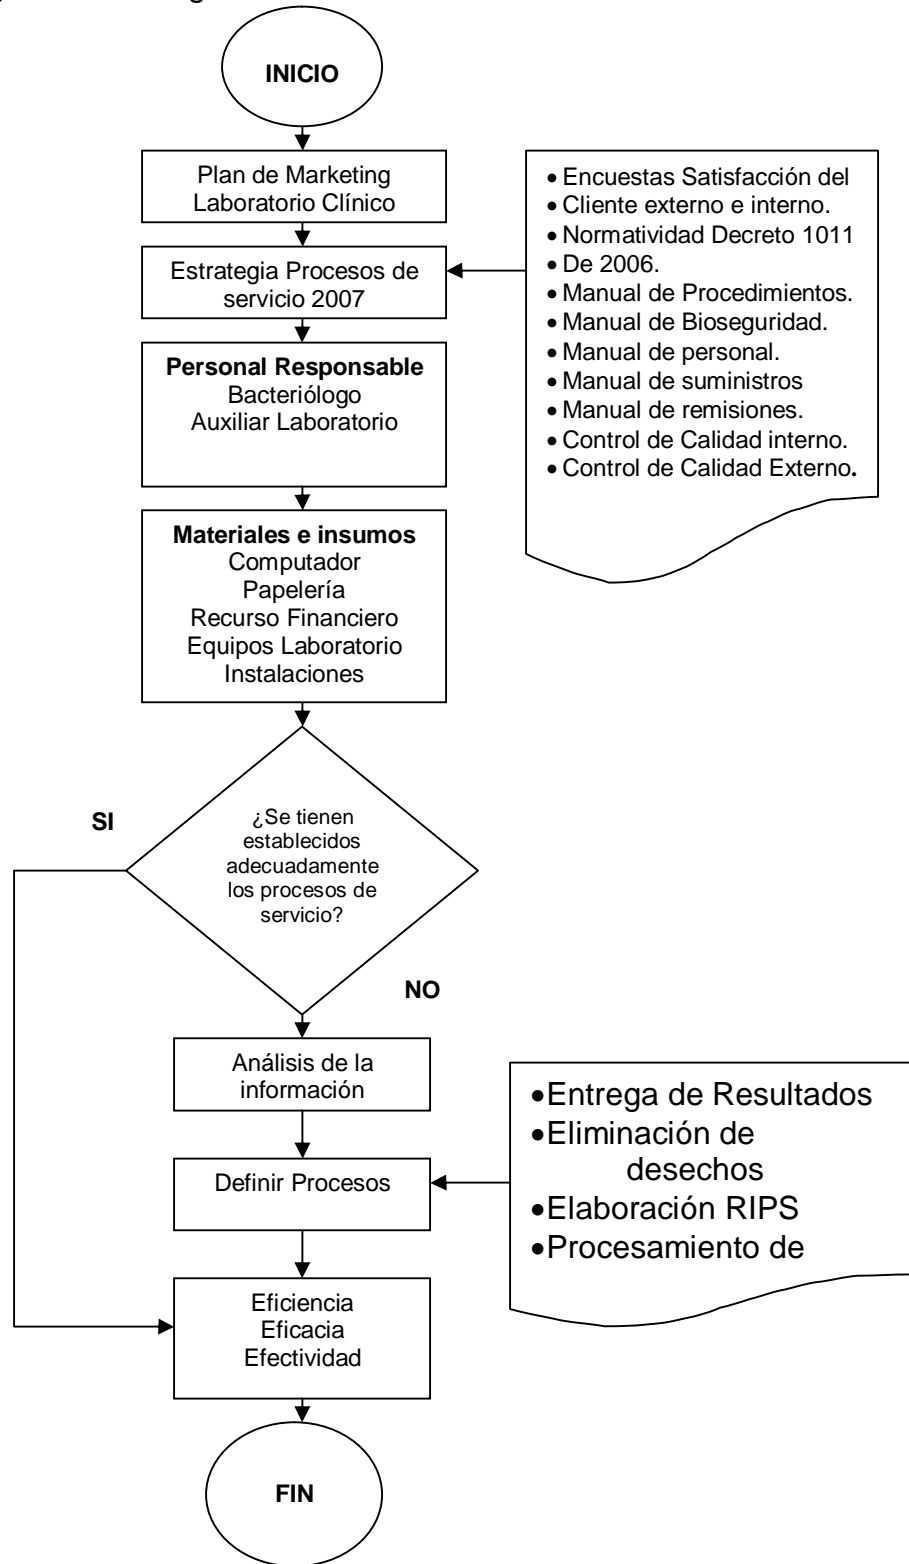 INICIO
Plan de Marketing
Laboratorio Clínico
Estrategia Procesos de
servicio 2007
• Encuestas Satisfacción del
• Cliente externo e interno.
• Normatividad Decreto 1011
• De 2006.
• Manual de Procedimientos.
• Manual de Bioseguridad.
• Manual de personal.
• Manual de suministros
• Manual de remisiones.
• Control de Calidad interno.
• Control de Calidad Externo.
Personal Responsable
Bacteriólogo
Auxiliar Laboratorio
Materiales e insumos
Computador
Papelería
Recurso Financiero
Equipos Laboratorio
Instalaciones
SI
¿Se tienen
establecidos
adecuadamente
los procesos de
servicio?
NO
Análisis de la
información
Definir Procesos
• Entrega de Resultados
• Eliminación de
desechos
• Elaboración RIPS
• Procesamiento de
Eficiencia
Eficacia
Efectividad
FIN